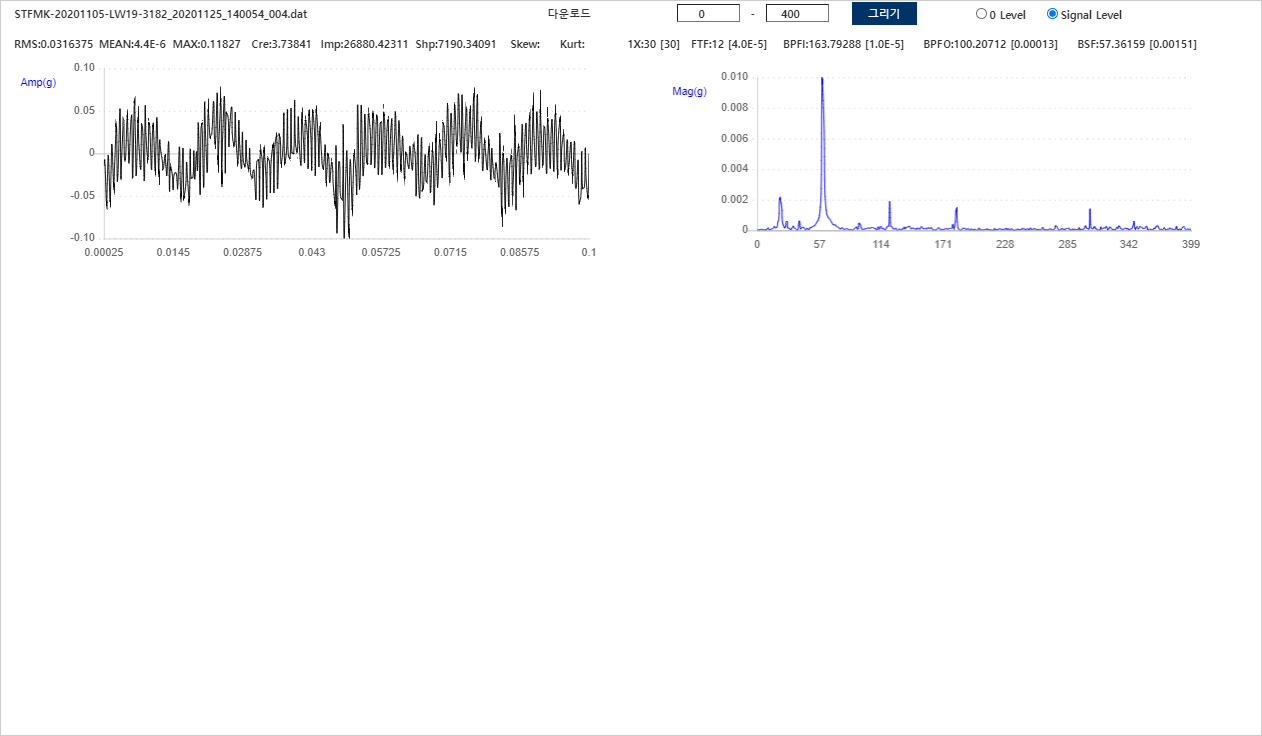 STFMK-20201105-LW19-3182_20201125_140054_004.dat 다운로드 0 - 400 그리기 0 Level Signal Level
RMS:0.0316375 MEAN:4.4E-6 MAX:0.11827 Cre:3.73841 Imp:26880.42311 Shp:7190.34091 Skew: Kurt: 1X:30 [30] FTF:12 [4.0E-5] BPFI:163.79288 [1.0E-5] BPFO:100.20712 [0.00013] BSF:57.36159 [0.00151]
Amp(g)
0.10
0.05
0
-0.05
-0.10
0.00025 0.0145 0.02875 0.043 0.05725 0.0715 0.08575 0.1
Mag(g)
0.010
0.008
0.006
0.004
0.002
0
0 57 114 171 228 285 342 399